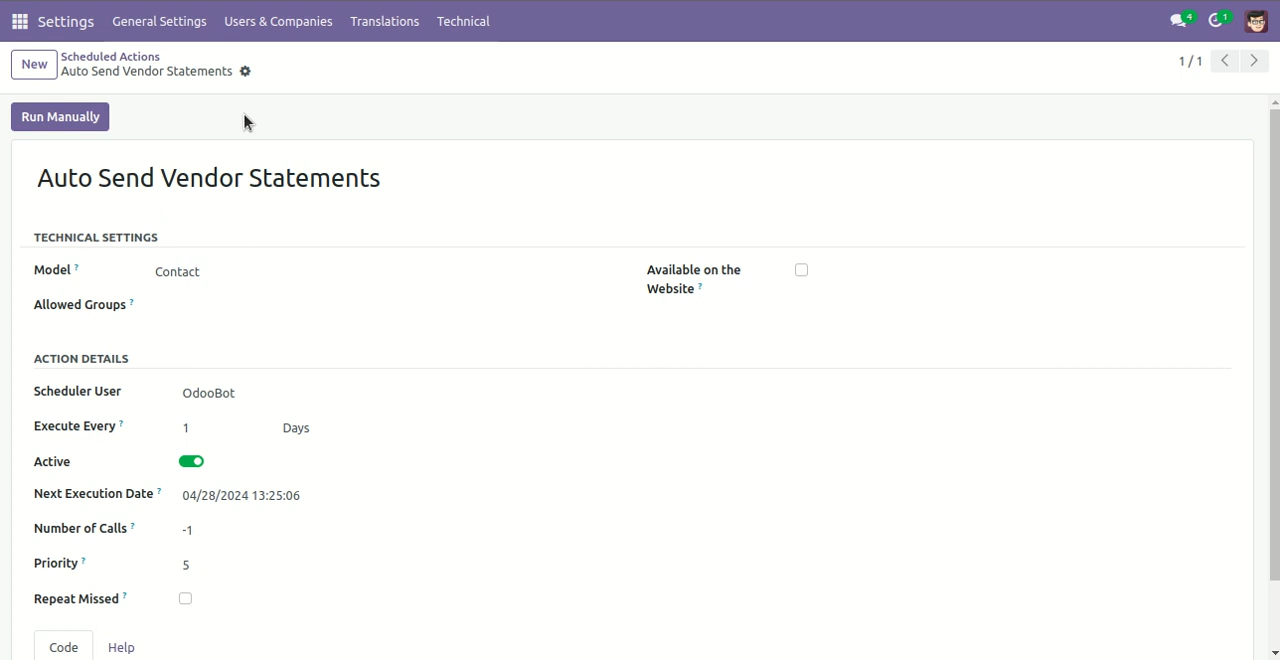 Settings General Settings Users & Companies Translations Technical 4 1
New Scheduled Actions
Auto Send Vendor Statements
1 / 1
Run Manually
Auto Send Vendor Statements
TECHNICAL SETTINGS
Model ? Contact
Available on the Website ?
Allowed Groups ?
ACTION DETAILS
Scheduler User OdooBot
Execute Every ? 1 Days
Active
Next Execution Date ? 04/28/2024 13:25:06
Number of Calls ? -1
Priority ? 5
Repeat Missed ?
Code Help